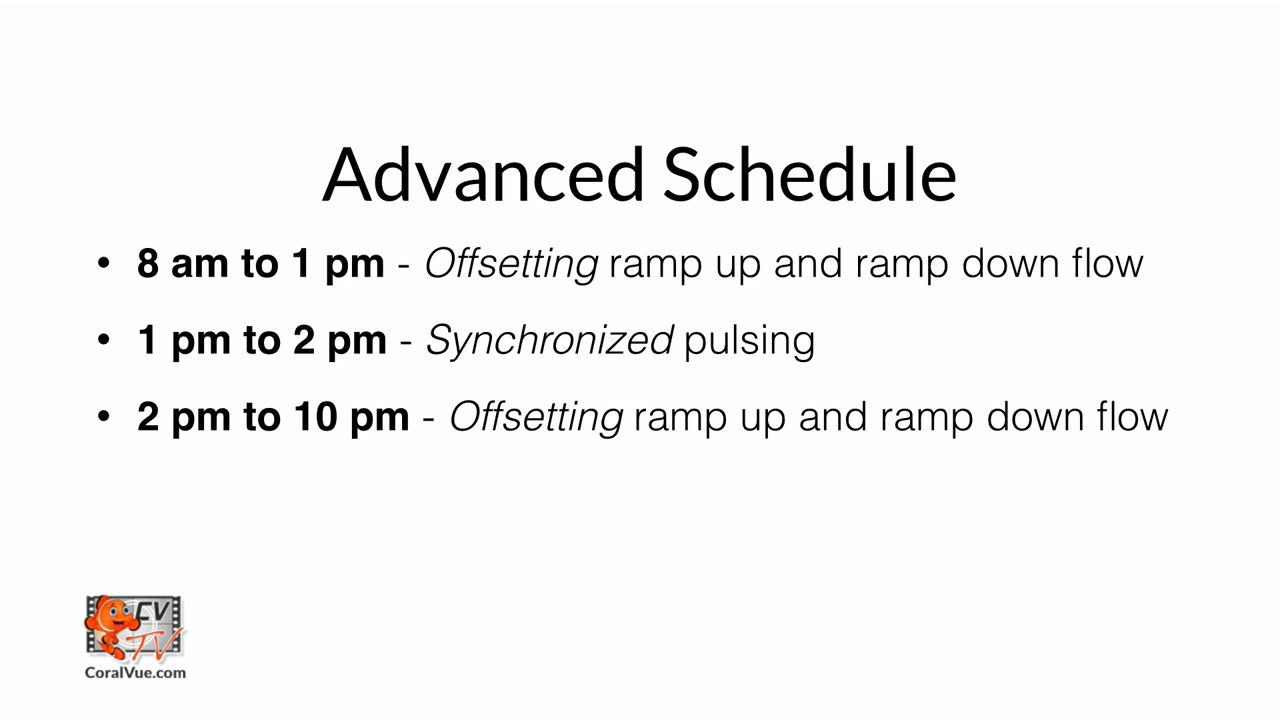 Advanced Schedule
• 8 am to 1 pm - Offsetting ramp up and ramp down flow
• 1 pm to 2 pm - Synchronized pulsing
• 2 pm to 10 pm - Offsetting ramp up and ramp down flow
CV
TV
CoralVue.com